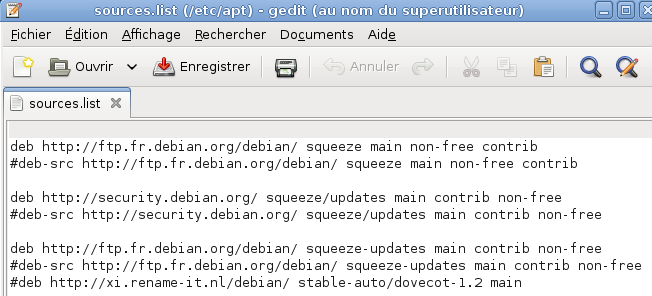 sources.list (/etc/apt) - gedit (au nom du superutilisateur)
Fichier Édition Affichage Rechercher Documents Aide
Ouvrir Enregistrer Annuler
sources.list
deb http://ftp.fr.debian.org/debian/ squeeze main non-free contrib
#deb-src http://ftp.fr.debian.org/debian/ squeeze main non-free contrib
deb http://security.debian.org/ squeeze/updates main contrib non-free
#deb-src http://security.debian.org/ squeeze/updates main contrib non-free
deb http://ftp.fr.debian.org/debian/ squeeze-updates main contrib non-free
#deb-src http://ftp.fr.debian.org/debian/ squeeze-updates main contrib non-free
#deb http://xi.rename-it.nl/debian/ stable-auto/dovecot-1.2 main